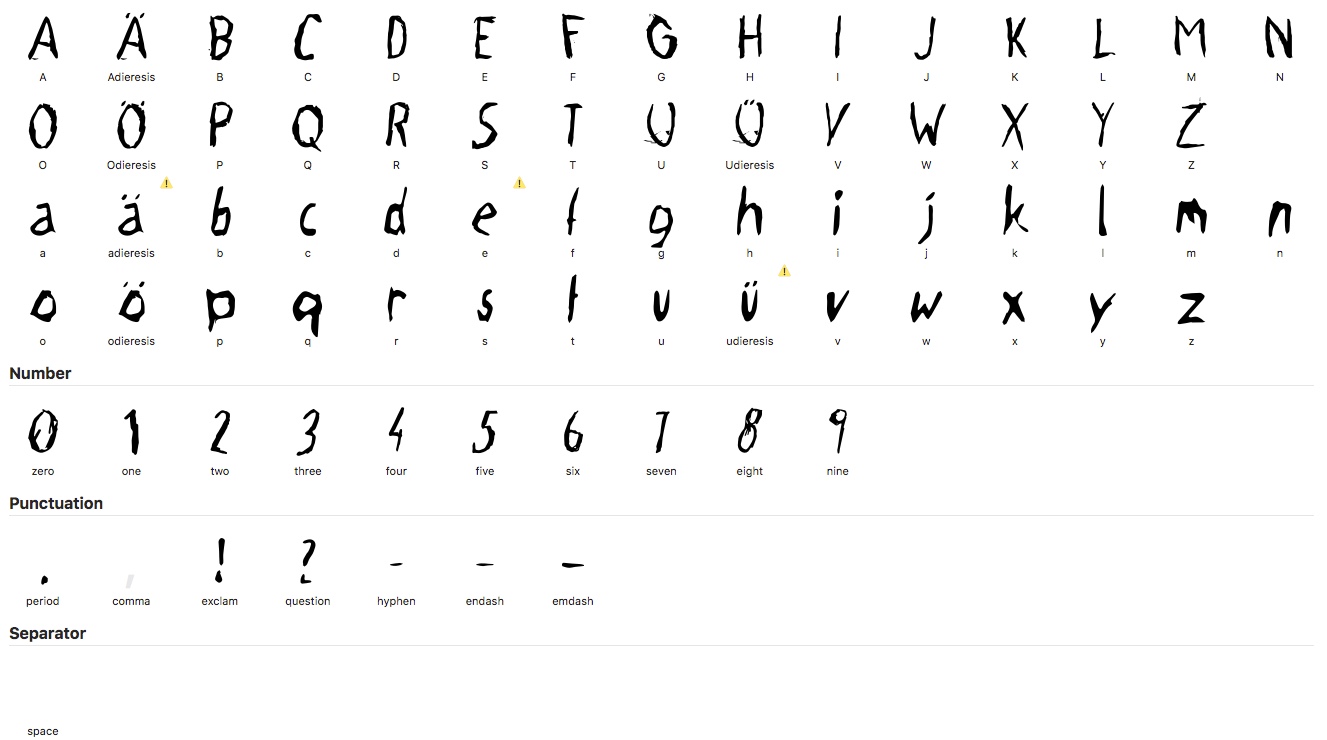 A Ä B C D E F G H I J K L M N
A Adieresis B C D E F G H I J K L M N
O Ö P Q R S T U Ü V W X Y Z
O Odieresis P Q R S T U Udieresis V W X Y Z
a ä b c d e f g h i j k l m n
a adieresis b c d e f g h i j k l m n
o ö p q r s t u ü v w x y z
o odieresis p q r s t u udieresis v w x y z
Number
0 1 2 3 4 5 6 7 8 9
zero one two three four five six seven eight nine
Punctuation
. , ! ? - – —
period comma exclam question hyphen endash emdash
Separator
space